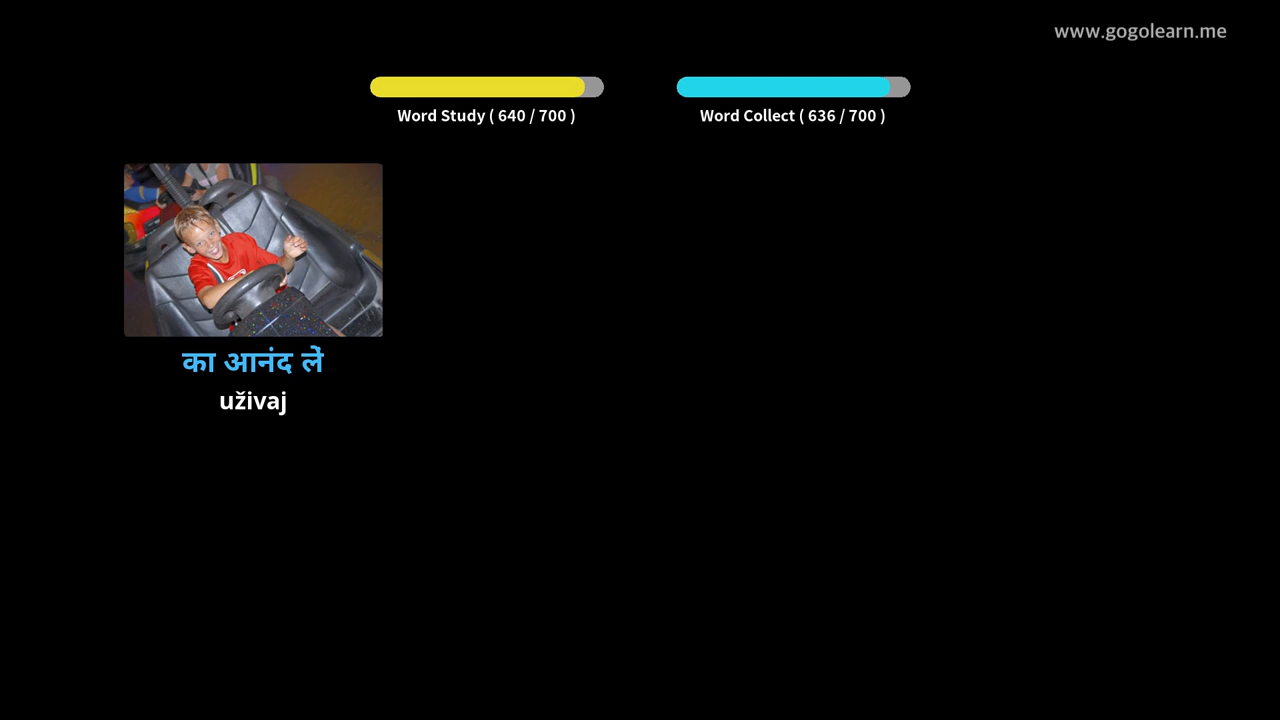 www.gogolearn.me
Word Study ( 640 / 700 )
Word Collect ( 636 / 700 )
का आनंद लें
uživaj